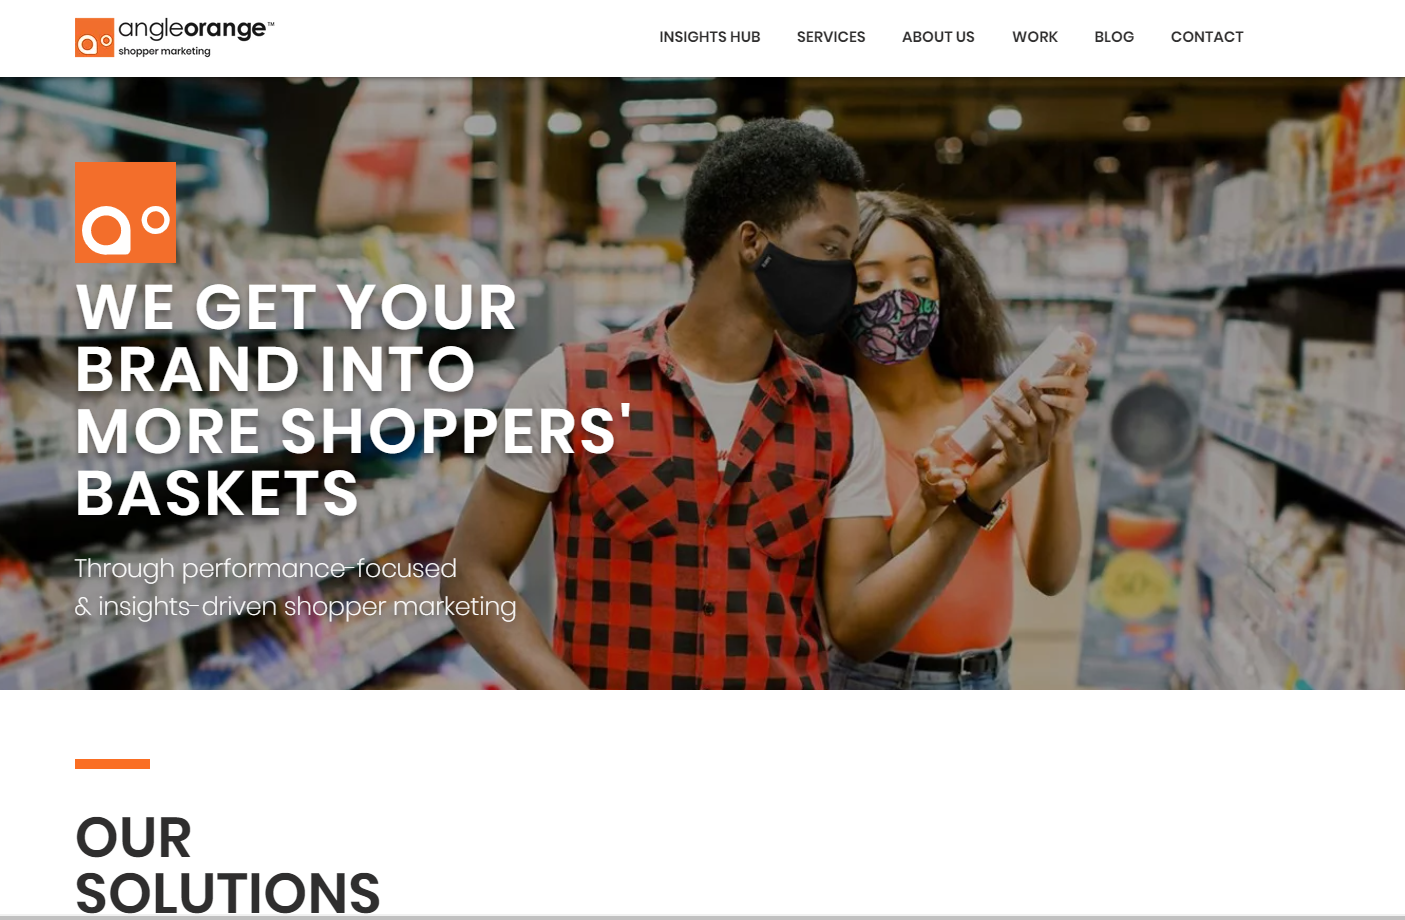 angleorange™
shopper marketing
INSIGHTS HUB SERVICES ABOUT US WORK BLOG CONTACT
WE GET YOUR
BRAND INTO
MORE SHOPPERS'
BASKETS
Through performance-focused
& insights-driven shopper marketing
OUR
SOLUTIONS